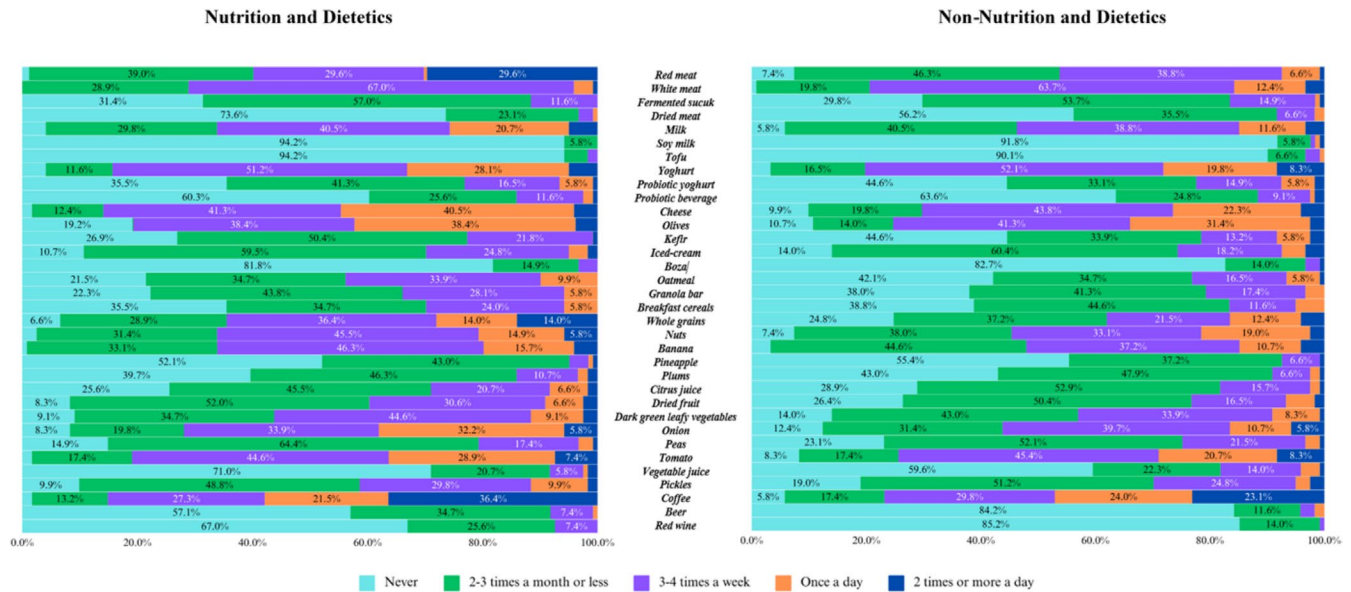 Nutrition and Dietetics Non-Nutrition and Dietetics
39.0% 29.6% 29.6% Red meat 7.4% 46.3% 38.8% 6.6%
28.9% 67.0% White meat 19.8% 63.7% 12.4%
31.4% 57.0% 11.6% Fermented sucuk 29.8% 53.7% 14.9%
73.6% 23.1% Dried meat 56.2% 35.5% 6.6%
29.8% 40.5% 20.7% Milk 5.8% 40.5% 38.8% 11.6%
94.2% 5.8% Soy milk 91.8% 5.8%
94.2% Tofu 90.1% 6.6%
11.6% 51.2% 28.1% Yoghurt 16.5% 52.1% 19.8% 8.3%
35.5% 41.3% 16.5% 5.8% Probiotic yoghurt 44.6% 33.1% 14.9% 5.8%
60.3% 25.6% 11.6% Probiotic beverage 63.6% 24.8% 9.1%
12.4% 41.3% 40.5% Cheese 9.9% 19.8% 43.8% 22.3%
19.2% 38.4% 38.4% Olives 10.7% 14.0% 41.3% 31.4%
26.9% 50.4% 21.8% Kefir 44.6% 33.9% 13.2% 5.8%
10.7% 59.5% 24.8% Iced-cream 14.0% 60.4% 18.2%
81.8% 14.9% Boza 82.7% 14.0%
21.5% 34.7% 33.9% 9.9% Oatmeal 42.1% 34.7% 16.5% 5.8%
22.3% 43.8% 28.1% 5.8% Granola bar 38.0% 41.3% 17.4%
35.5% 34.7% 24.0% 5.8% Breakfast cereals 38.8% 44.6% 11.6%
6.6% 28.9% 36.4% 14.0% 14.0% Whole grains 24.8% 37.2% 21.5% 12.4%
31.4% 45.5% 14.9% 5.8% Nuts 7.4% 38.0% 33.1% 19.0%
33.1% 46.3% 15.7% Banana 44.6% 37.2% 10.7%
52.1% 43.0% Pineapple 55.4% 37.2% 6.6%
39.7% 46.3% 10.7% Plums 43.0% 47.9% 6.6%
25.6% 45.5% 20.7% 6.6% Citrus juice 28.9% 52.9% 15.7%
8.3% 52.0% 30.6% 6.6% Dried fruit 26.4% 50.4% 16.5%
9.1% 34.7% 44.6% 9.1% Dark green leafy vegetables 14.0% 43.0% 33.9% 8.3%
8.3% 19.8% 33.9% 32.2% 5.8% Onion 12.4% 31.4% 39.7% 10.7% 5.8%
14.9% 64.4% 17.4% Peas 23.1% 52.1% 21.5%
17.4% 44.6% 28.9% 7.4% Tomato 8.3% 17.4% 45.4% 20.7% 8.3%
71.0% 20.7% 5.8% Vegetable juice 59.6% 22.3% 14.0%
9.9% 48.8% 29.8% 9.9% Pickles 19.0% 51.2% 24.8%
13.2% 27.3% 21.5% 36.4% Coffee 5.8% 17.4% 29.8% 24.0% 23.1%
57.1% 34.7% 7.4% Beer 84.2% 11.6%
67.0% 25.6% 7.4% Red wine 85.2% 14.0%
0.0% 20.0% 40.0% 60.0% 80.0% 100.0% 0.0% 20.0% 40.0% 60.0% 80.0% 100.0%
Never 2-3 times a month or less 3-4 times a week Once a day 2 times or more a day